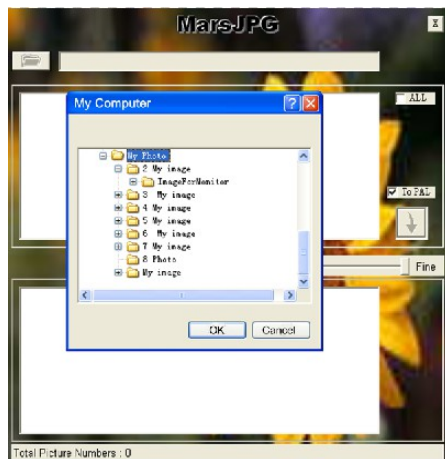 MarsJPG
X
ALL
My Computer
My Photo
2 My image
ImageForMonitor
3 My image
4 My image
5 My image
6 My image
7 My image
8 Photo
My image
To PAL
Fine
OK
Cancel
Total Picture Numbers : 0